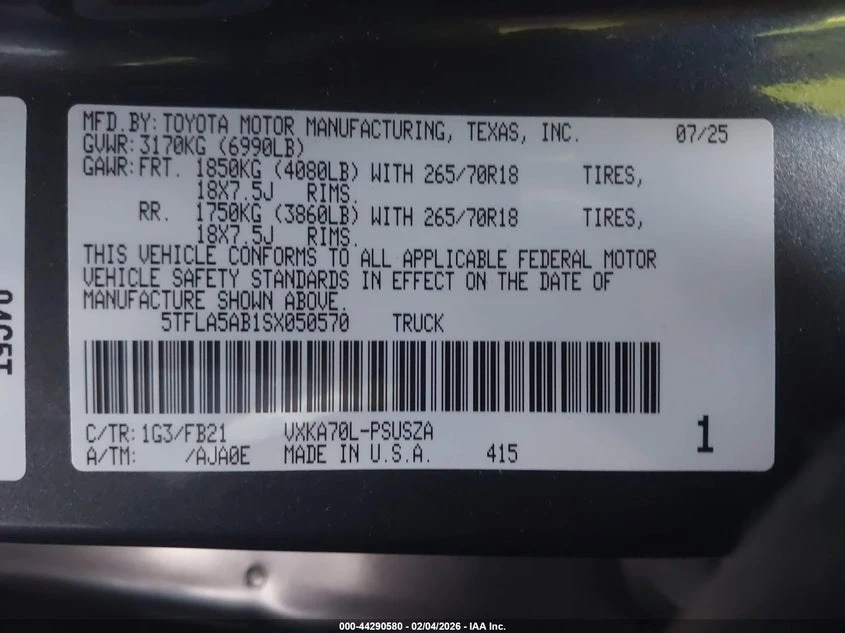 MFD.BY: TOYOTA MOTOR MANUFACTURING, TEXAS, INC. 07/25
GVWR: 3170KG (6990LB)
GAWR: FRT. 1850KG (4080LB) WITH 265/70R18 TIRES,
18X7.5J RIMS.
RR. 1750KG (3860LB) WITH 265/70R18 TIRES,
18X7.5J RIMS.
THIS VEHICLE CONFORMS TO ALL APPLICABLE FEDERAL MOTOR
VEHICLE SAFETY STANDARDS IN EFFECT ON THE DATE OF
MANUFACTURE SHOWN ABOVE.
5TFLA5AB1SX050570 TRUCK
C/TR: 1G3/FB21 VXKA70L-PSUSZA
A/TM: /AJA0E MADE IN U.S.A. 415 1
000-44290580 - 02/04/2026 - IAA Inc.